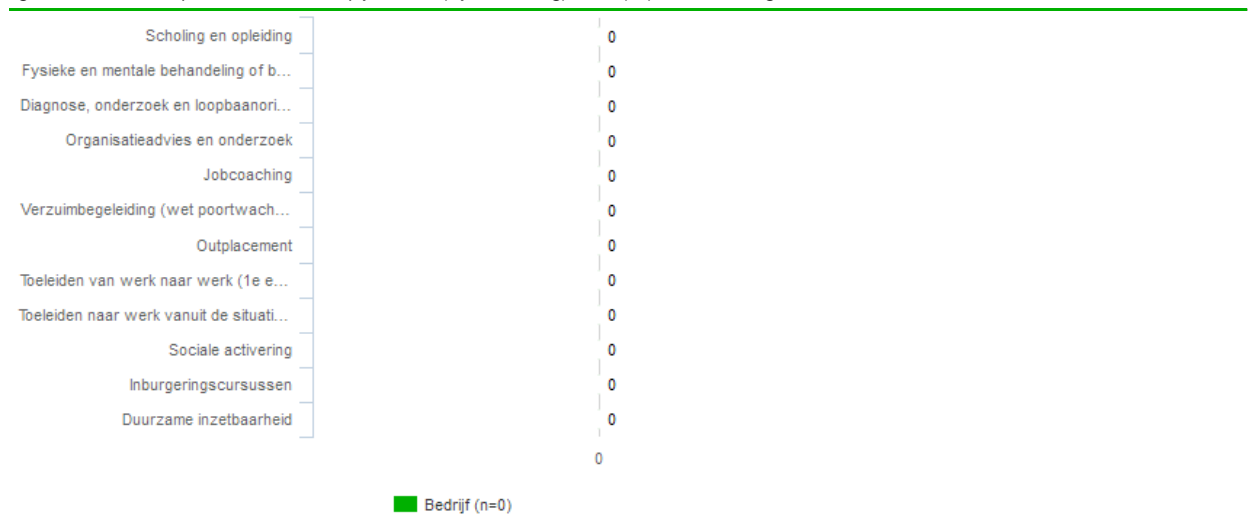 Scholing en opleiding 0
Fysieke en mentale behandeling of b... 0
Diagnose, onderzoek en loopbaanori... 0
Organisatieadvies en onderzoek 0
Jobcoaching 0
Verzuimbegeleiding (wet poortwach... 0
Outplacement 0
Toeleiden van werk naar werk (1e e... 0
Toeleiden naar werk vanuit de situati... 0
Sociale activering 0
Inburgeringscursussen 0
Duurzame inzetbaarheid 0
0
Bedrijf (n=0)